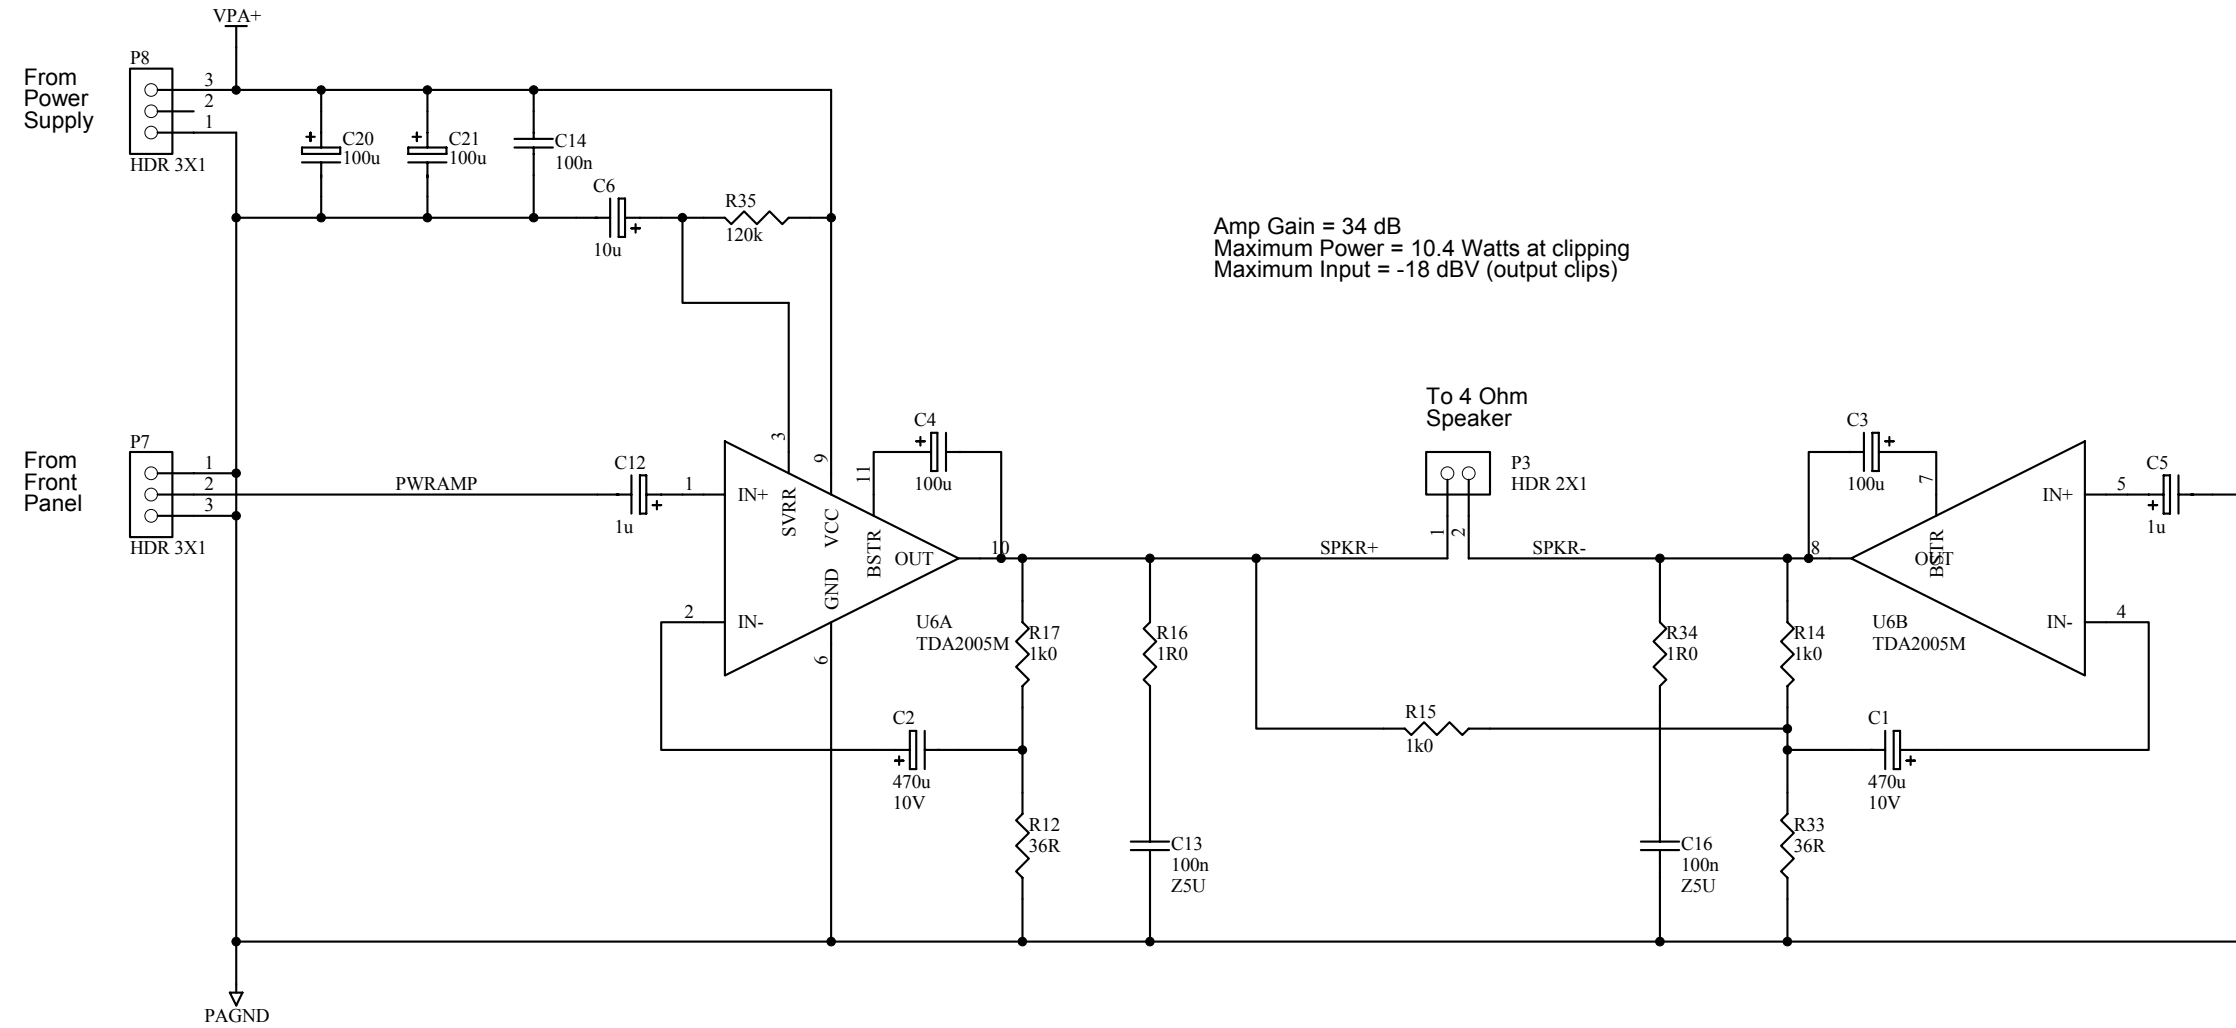 VPA+
P8
From
Power
Supply
3
2
1
HDR 3X1
+
C20
100u
+
C21
100u
C14
100n
C6
+
10u
R35
120k
Amp Gain = 34 dB
Maximum Power = 10.4 Watts at clipping
Maximum Input = -18 dBV (output clips)
P7
From
Front
Panel
1
2
3
HDR 3X1
PWRAMP
C12
+
1u
1
IN+
3
SVRR
9
VCC
11
BSTR
C4
+
100u
OUT
10
GND
6
2
IN-
U6A
TDA2005M
C2
+
470u
10V
R17
1k0
R12
36R
R16
1R0
C13
100n
Z5U
SPKR+
To 4 Ohm
Speaker
P3
HDR 2X1
1
2
SPKR-
R15
1k0
R34
1R0
C16
100n
Z5U
R14
1k0
R33
36R
C3
+
100u
7
BSTR
8
OUT
IN+
5
C5
+
1u
IN-
4
U6B
TDA2005M
C1
+
470u
10V
PAGND